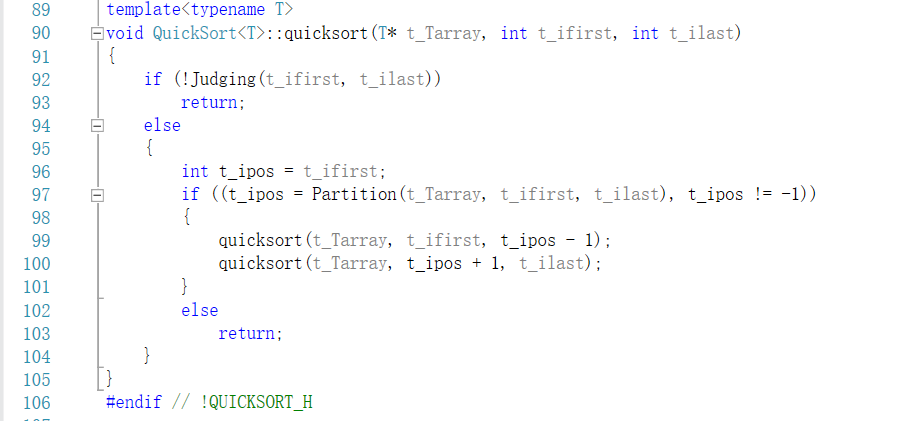 89 template<typename T>
90 void QuickSort<T>::quicksort(T* t_Tarray, int t_ifirst, int t_ilast)
91 {
92     if (!Judging(t_ifirst, t_ilast))
93         return;
94     else
95     {
96         int t_ipos = t_ifirst;
97         if ((t_ipos = Partition(t_Tarray, t_ifirst, t_ilast), t_ipos != -1))
98         {
99             quicksort(t_Tarray, t_ifirst, t_ipos - 1);
100             quicksort(t_Tarray, t_ipos + 1, t_ilast);
101         }
102         else
103             return;
104     }
105 }
106 #endif // !QUICKSORT_H